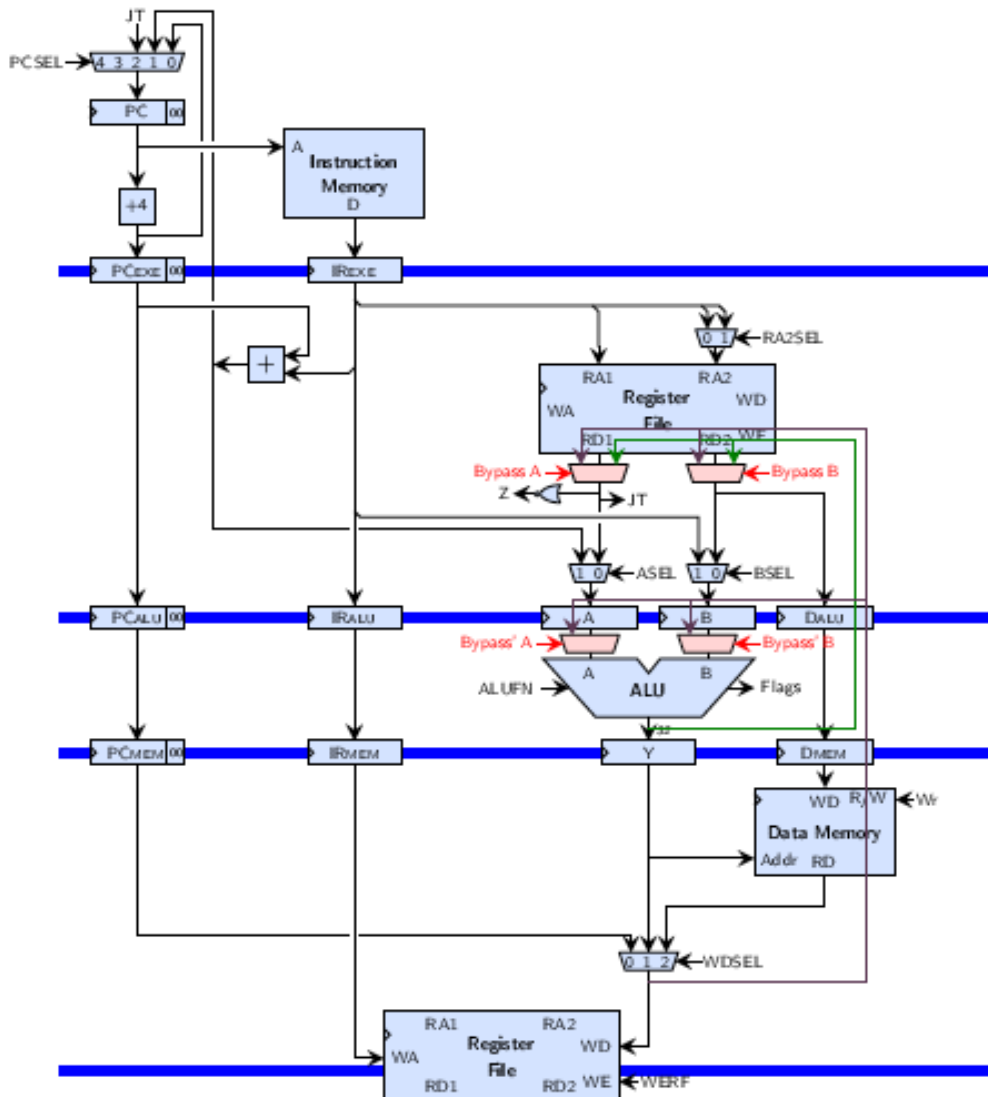 JT
PCSEL
4 3 2 1 0
PC 00
A
Instruction
Memory
D
+4
PCEXE 00
IREXE
0 1
RA2SEL
+
RA1 RA2
Register
File
WA
WD
WE
RD1 RD2
Bypass A
Bypass B
Z
JT
1 0
ASEL
1 0
BSEL
PCALU 00
IRALU
A
B
DALU
Bypass' A
Bypass' B
A B
ALUFN
ALU
Flags
32
PCMEM 00
IRMEM
Y
DMEM
WD R/W
Wr
Data Memory
Addr RD
0 1 2
WDSEL
RA1 RA2
Register
File
WA
WD
RD1 RD2 WE
WERF